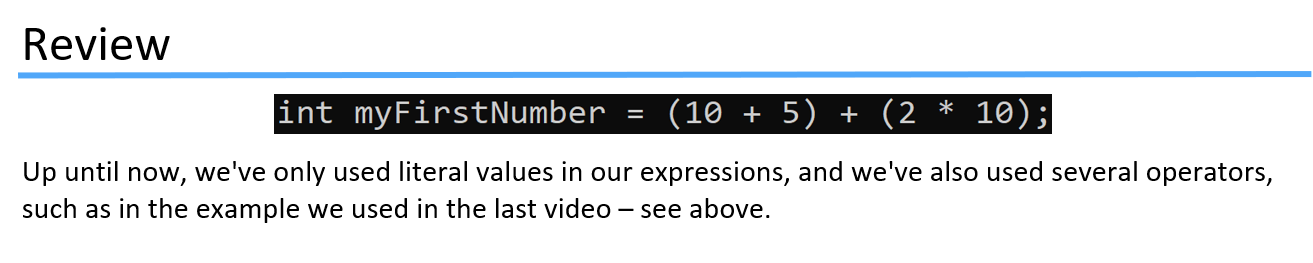 Review
int myFirstNumber = (10 + 5) + (2 * 10);
Up until now, we've only used literal values in our expressions, and we've also used several operators,
such as in the example we used in the last video – see above.